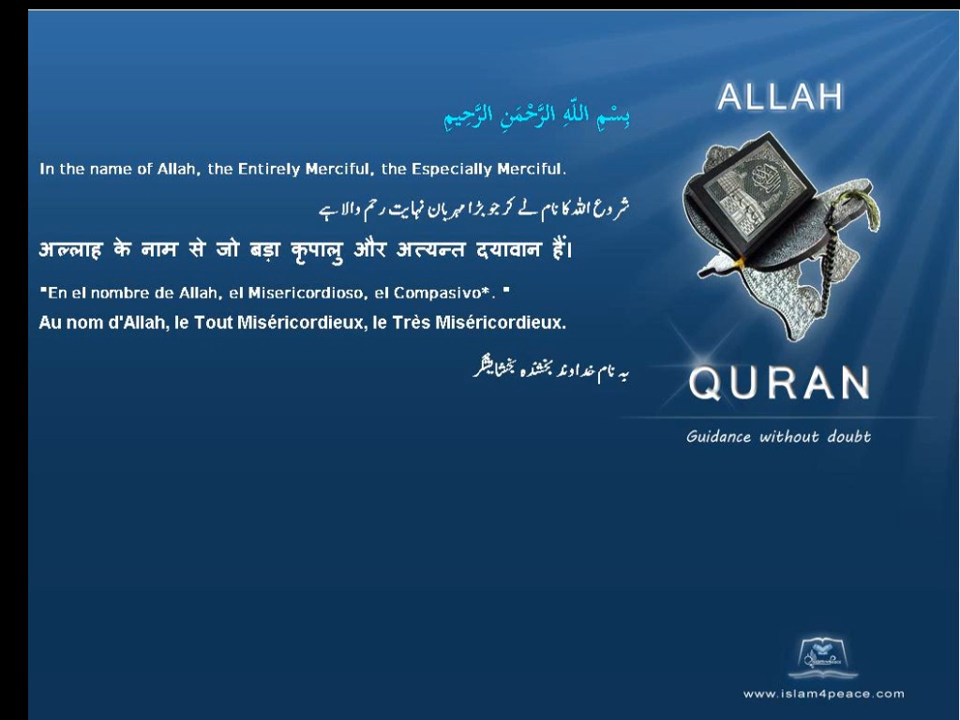 بِسْمِ اللَّهِ الرَّحْمَنِ الرَّحِيمِ
In the name of Allah, the Entirely Merciful, the Especially Merciful.
شروع اللہ کا نام لے کر جو بڑا مہربان نہایت رحم والا ہے
अल्लाह के नाम से जो बड़ा कृपालु और अत्यन्त दयावान हैं।
"En el nombre de Allah, el Misericordioso, el Compasivo*. "
Au nom d'Allah, le Tout Miséricordieux, le Très Miséricordieux.
به نام خداوند بخشنده بخشایشگر
ALLAH
QURAN
Guidance without doubt
www.islam4peace.com